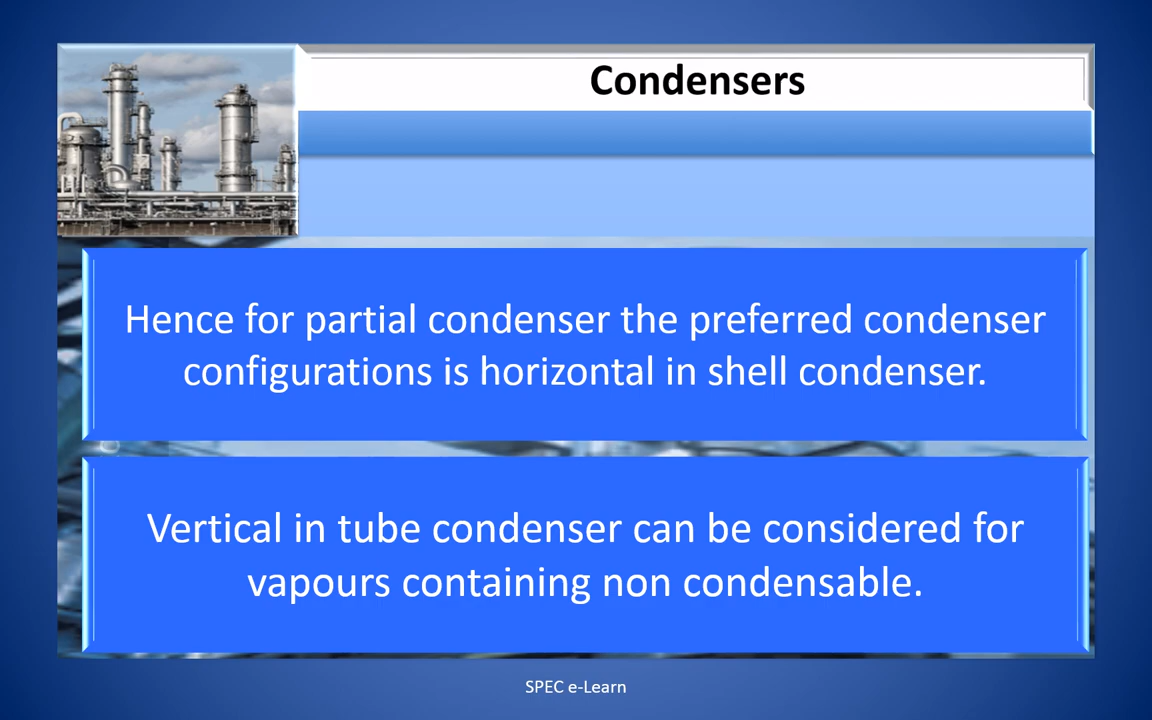 Condensers
Hence for partial condenser the preferred condenser
configurations is horizontal in shell condenser.
Vertical in tube condenser can be considered for
vapours containing non condensable.
SPEC e-Learn